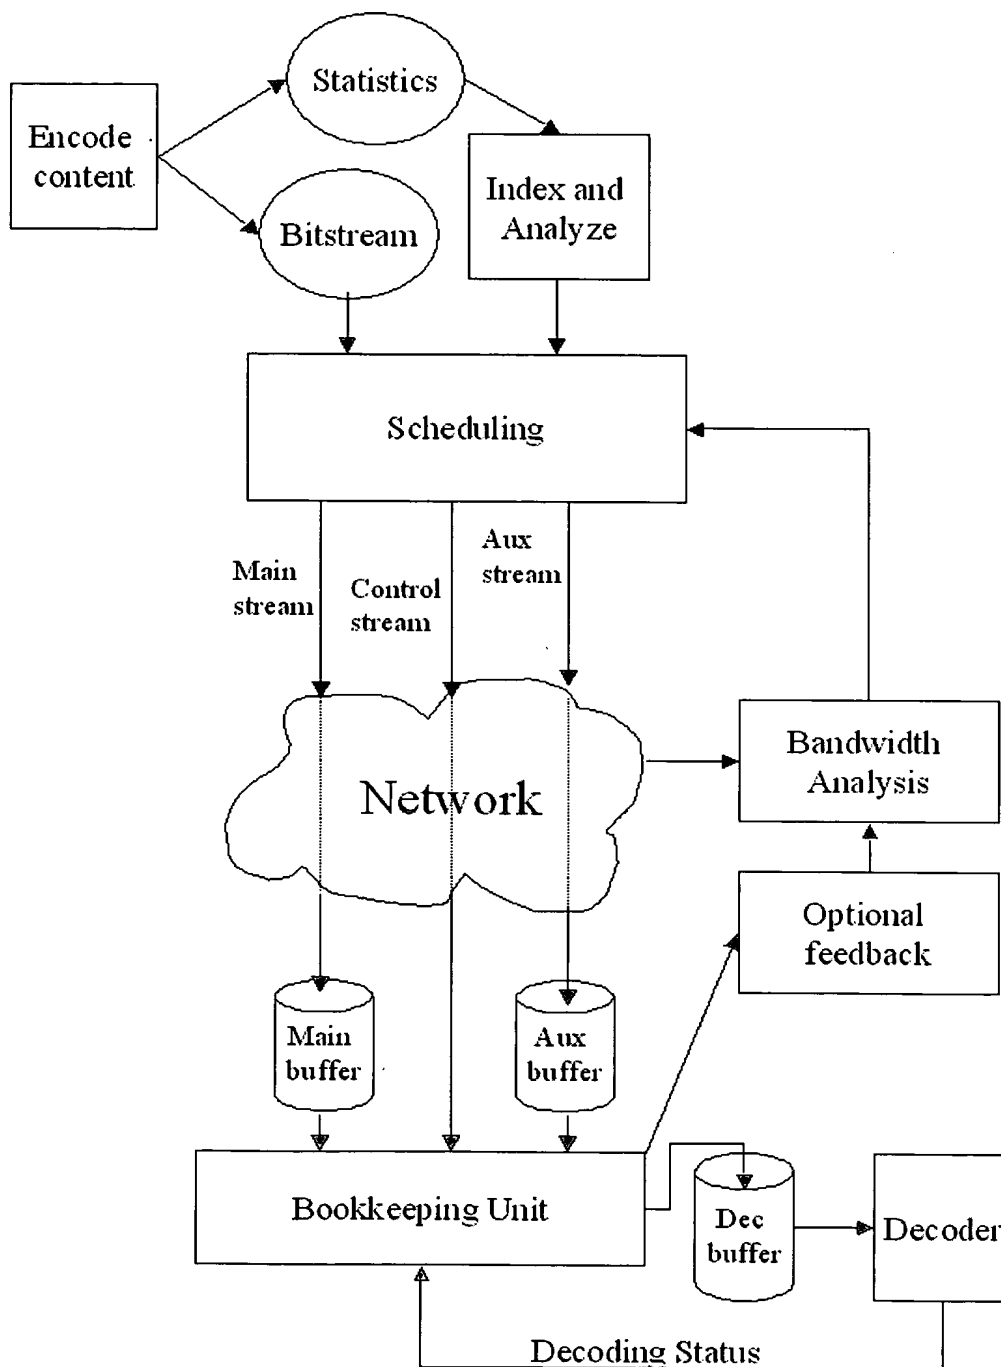 Statistics
Encode
content
Index and
Analyze
Bitstream
Scheduling
Main
stream
Control
stream
Aux
stream
Network
Bandwidth
Analysis
Optional
feedback
Main
buffer
Aux
buffer
Bookkeeping Unit
Dec
buffer
Decoder
Decoding Status